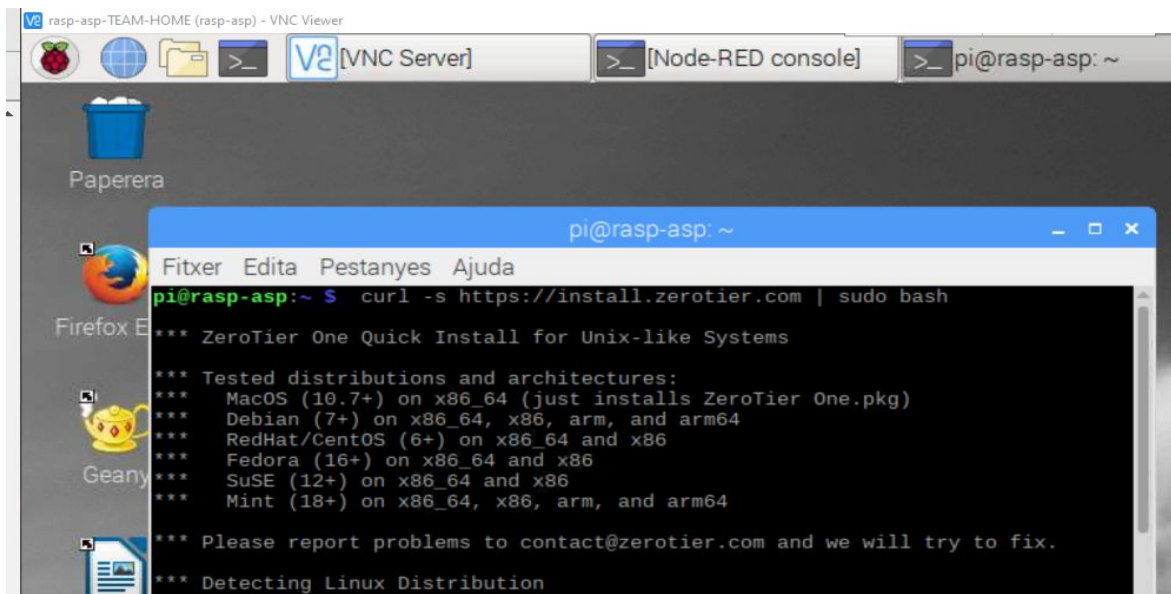 rasp-asp-TEAM-HOME (rasp-asp) - VNC Viewer
[VNC Server] [Node-RED console] pi@rasp-asp: ~
Paperera
pi@rasp-asp: ~
Fitxer Edita Pestanyes Ajuda
pi@rasp-asp:~ $ curl -s https://install.zerotier.com | sudo bash
*** ZeroTier One Quick Install for Unix-like Systems
*** Tested distributions and architectures:
*** MacOS (10.7+) on x86_64 (just installs ZeroTier One.pkg)
*** Debian (7+) on x86_64, x86, arm, and arm64
*** RedHat/CentOS (6+) on x86_64 and x86
*** Fedora (16+) on x86_64 and x86
*** SuSE (12+) on x86_64 and x86
*** Mint (18+) on x86_64, x86, arm, and arm64
*** Please report problems to contact@zerotier.com and we will try to fix.
*** Detecting Linux Distribution
Firefox E
Geany